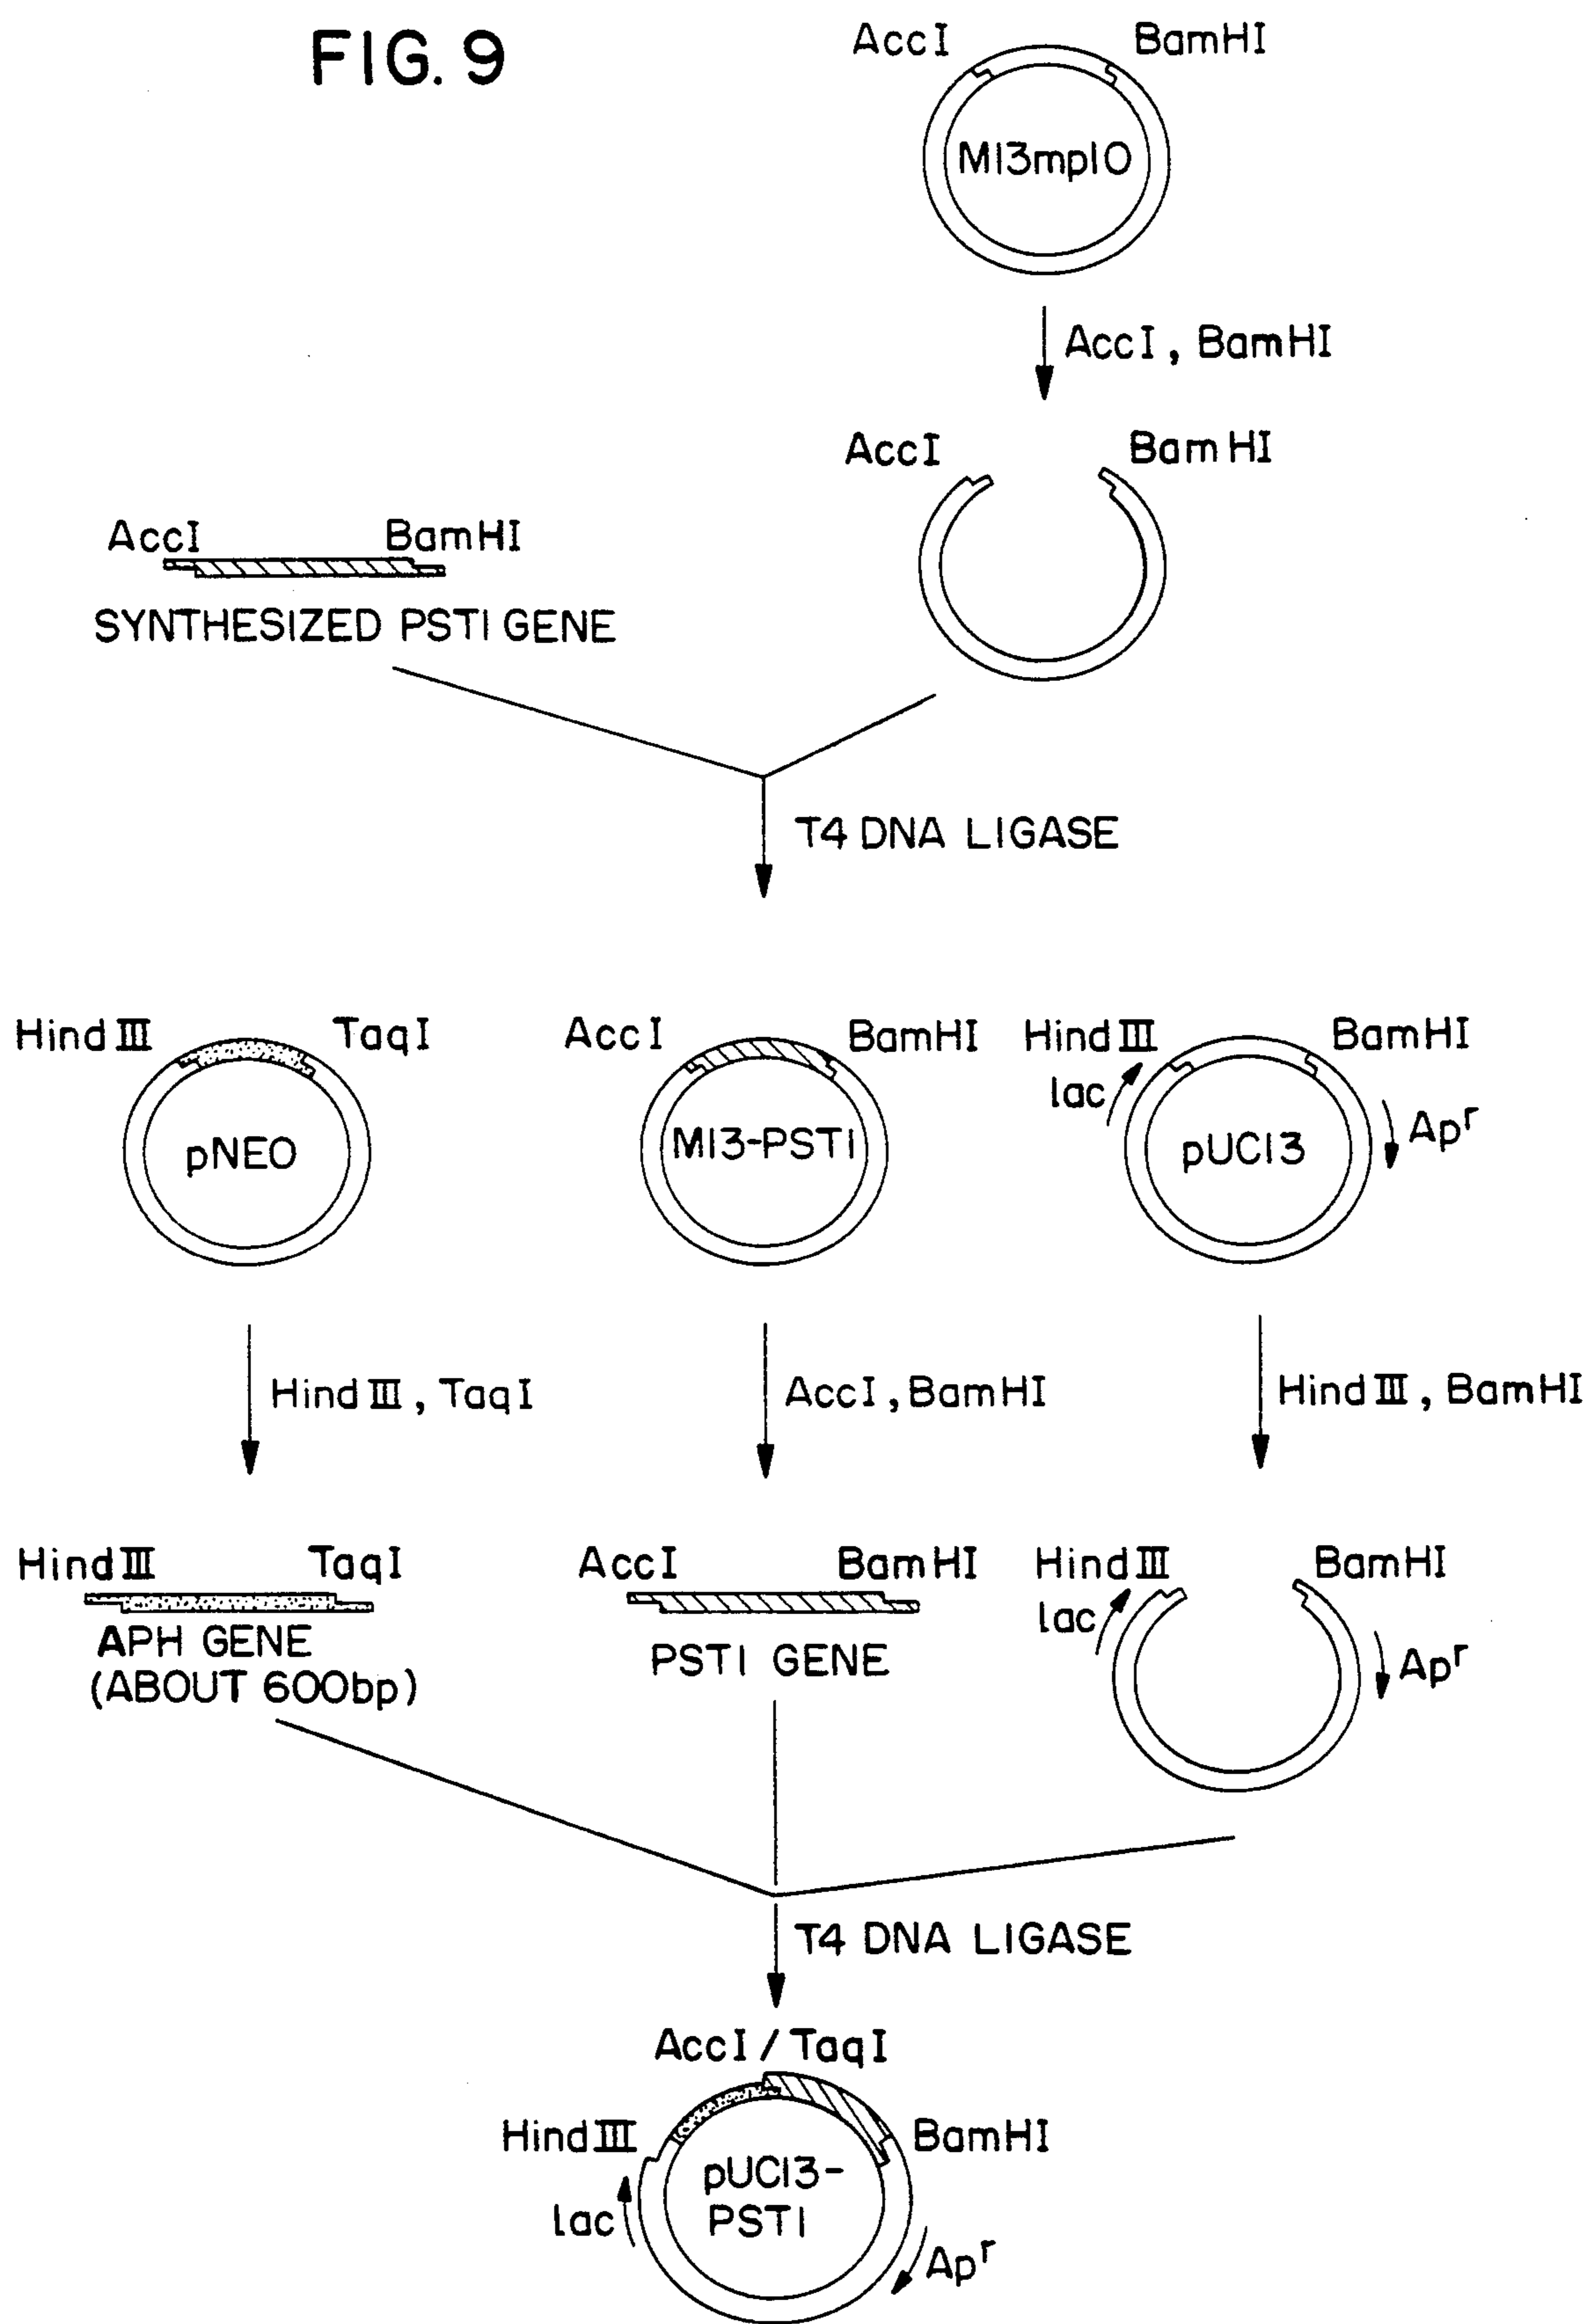 FIG. 9
AccI BamHI
M13mp10
AccI, BamHI
AccI BamHI
AccI BamHI
SYNTHESIZED PSTI GENE
T4 DNA LIGASE
HindIII TaqI
pNEO
AccI BamHI
M13-PSTI
HindIII BamHI
lac
pUC13
Apr
HindIII, TaqI
AccI, BamHI
HindIII, BamHI
HindIII TaqI
APH GENE
(ABOUT 600bp)
AccI BamHI
PSTI GENE
HindIII BamHI
lac
Apr
T4 DNA LIGASE
AccI / TaqI
HindIII BamHI
pUC13-
PSTI
lac
Apr